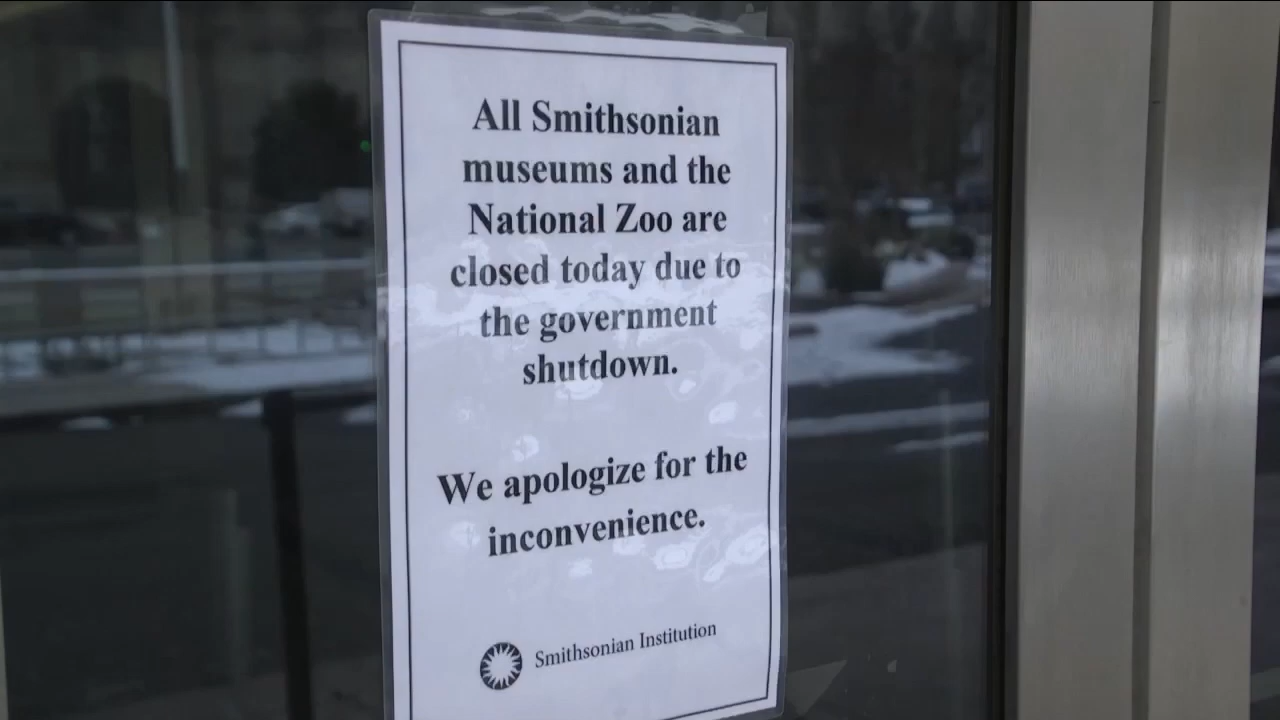 All Smithsonian
museums and the
National Zoo are
closed today due to
the government
shutdown.
We apologize for the
inconvenience.
Smithsonian Institution